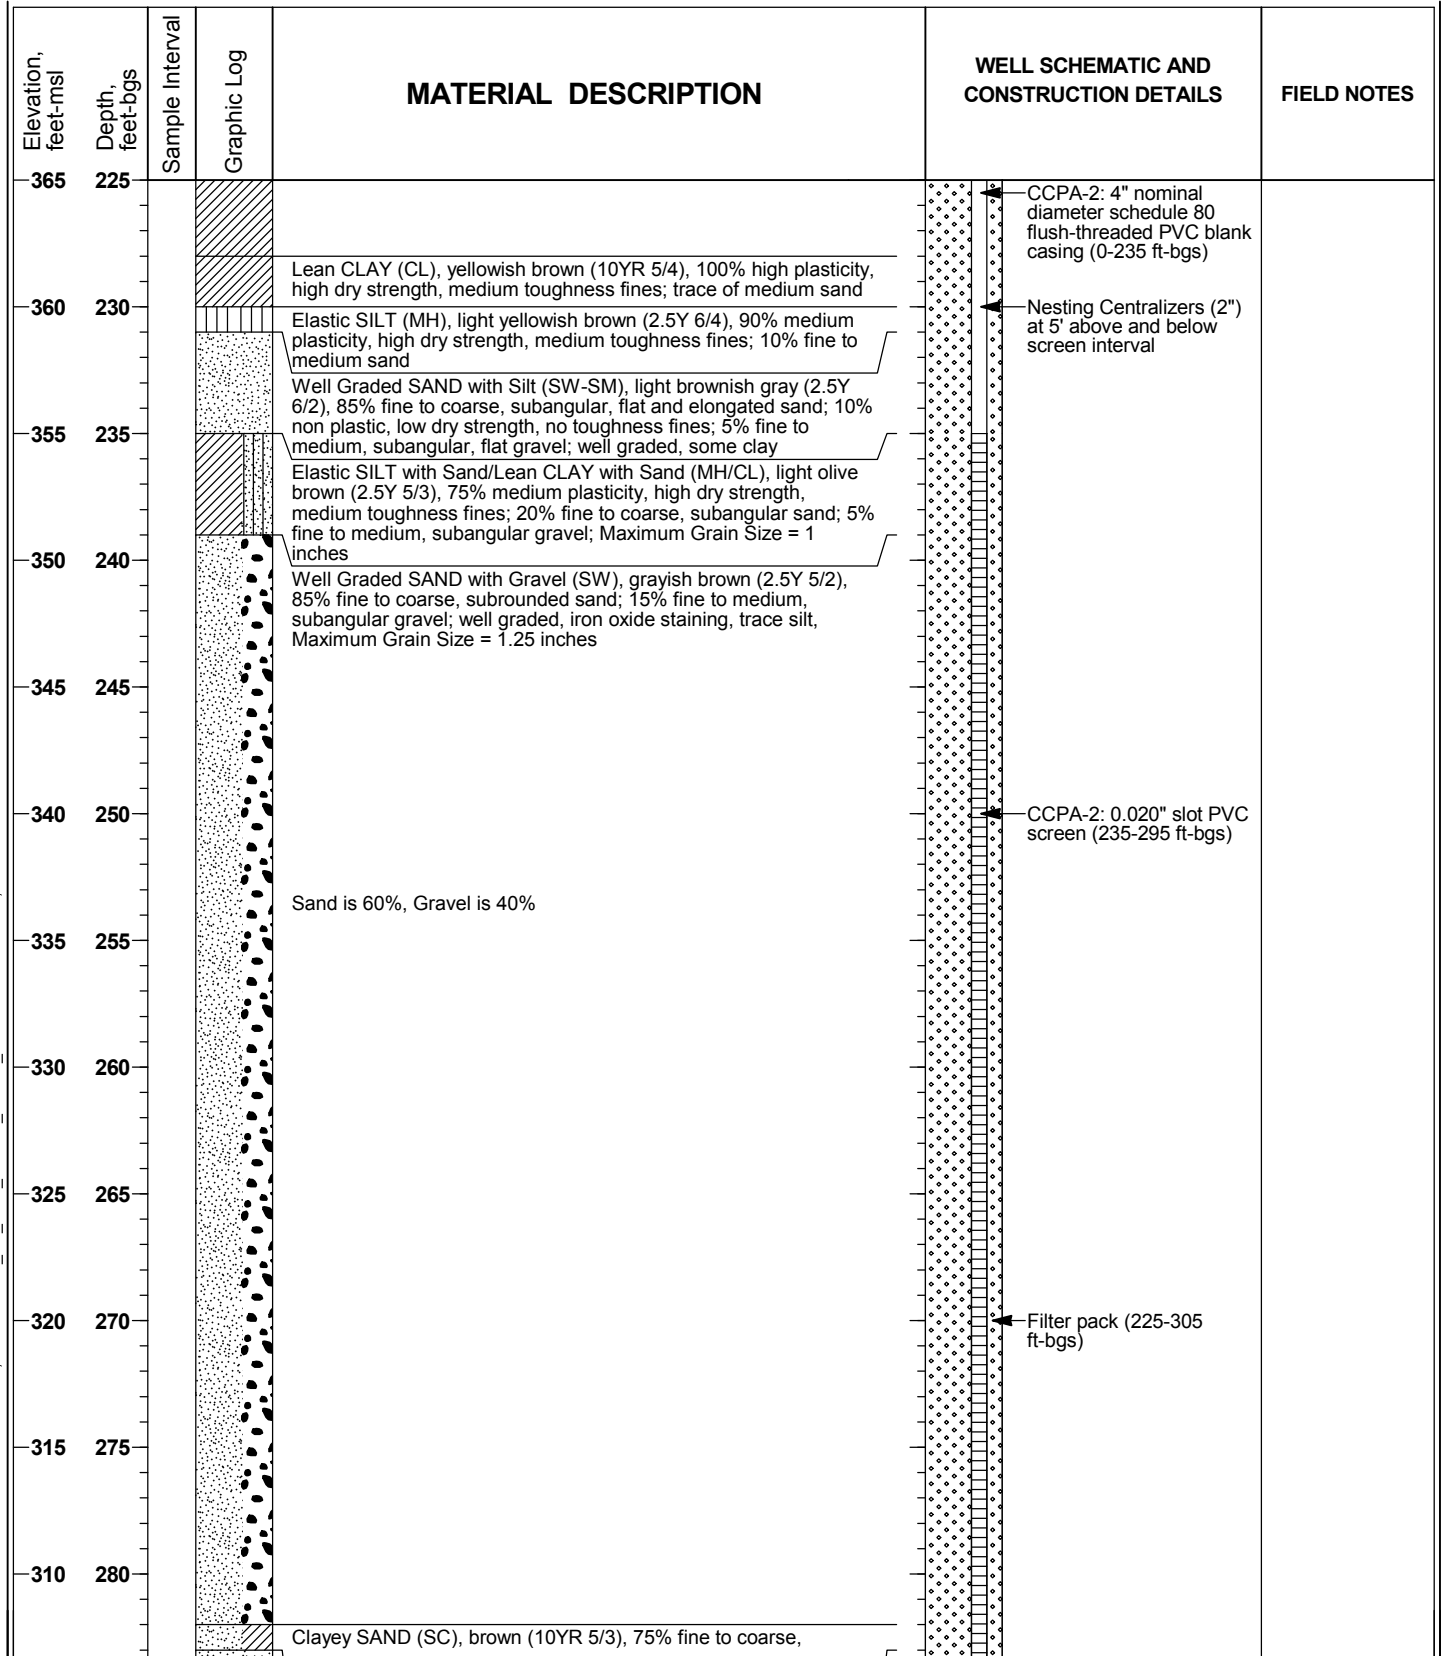 Elevation,
feet-msl
Depth,
feet-bgs
Sample Interval
Graphic Log
MATERIAL DESCRIPTION
WELL SCHEMATIC AND
CONSTRUCTION DETAILS
FIELD NOTES
365 225
CCPA-2: 4" nominal
diameter schedule 80
flush-threaded PVC blank
casing (0-235 ft-bgs)
Lean CLAY (CL), yellowish brown (10YR 5/4), 100% high plasticity,
high dry strength, medium toughness fines; trace of medium sand
360 230
Nesting Centralizers (2")
at 5' above and below
screen interval
Elastic SILT (MH), light yellowish brown (2.5Y 6/4), 90% medium
plasticity, high dry strength, medium toughness fines; 10% fine to
medium sand
Well Graded SAND with Silt (SW-SM), light brownish gray (2.5Y
6/2), 85% fine to coarse, subangular, flat and elongated sand; 10%
non plastic, low dry strength, no toughness fines; 5% fine to
medium, subangular, flat gravel; well graded, some clay
355 235
Elastic SILT with Sand/Lean CLAY with Sand (MH/CL), light olive
brown (2.5Y 5/3), 75% medium plasticity, high dry strength,
medium toughness fines; 20% fine to coarse, subangular sand; 5%
fine to medium, subangular gravel; Maximum Grain Size = 1
inches
350 240
Well Graded SAND with Gravel (SW), grayish brown (2.5Y 5/2),
85% fine to coarse, subrounded sand; 15% fine to medium,
subangular gravel; well graded, iron oxide staining, trace silt,
Maximum Grain Size = 1.25 inches
345 245
340 250
CCPA-2: 0.020" slot PVC
screen (235-295 ft-bgs)
Sand is 60%, Gravel is 40%
335 255
330 260
325 265
320 270
Filter pack (225-305
ft-bgs)
315 275
310 280
Clayey SAND (SC), brown (10YR 5/3), 75% fine to coarse,